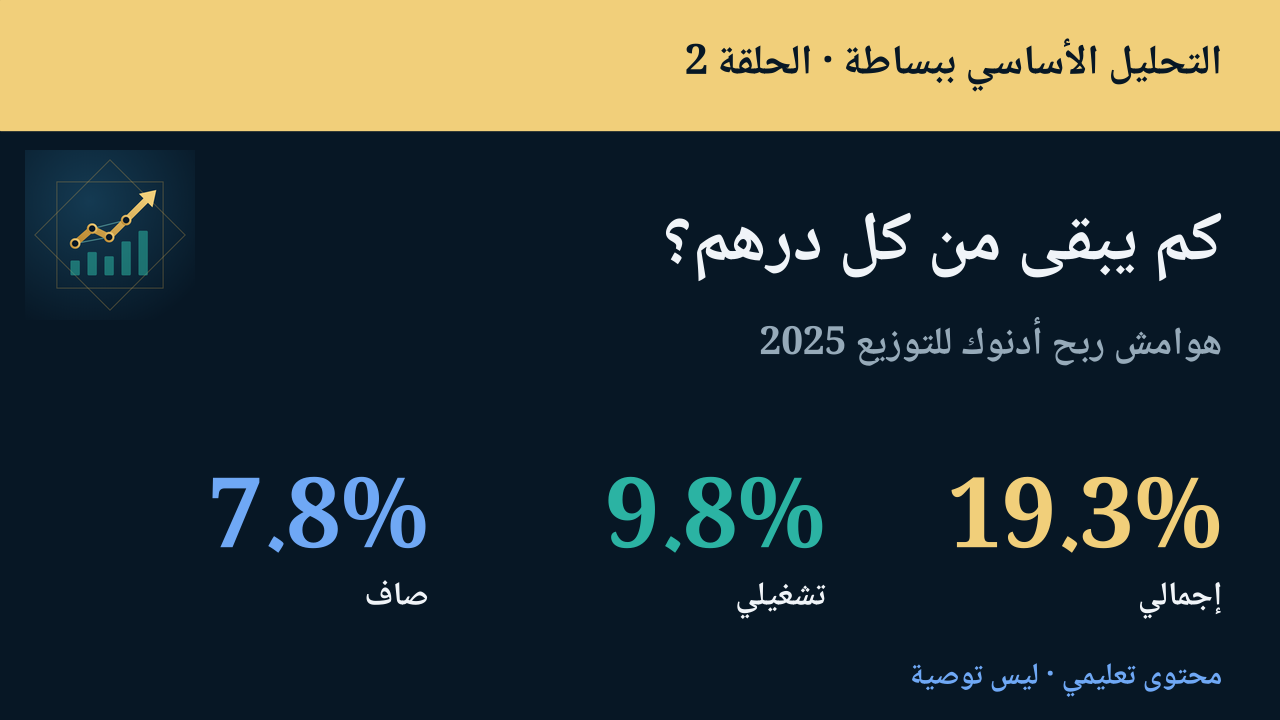 التحليل الأساسي ببساطة · الحلقة 2
كم يبقى من كل درهم؟
هوامش ربح أدنوك للتوزيع 2025
19.3% 9.8% 7.8%
إجمالي تشغيلي صاف
محتوى تعليمي · ليس توصية